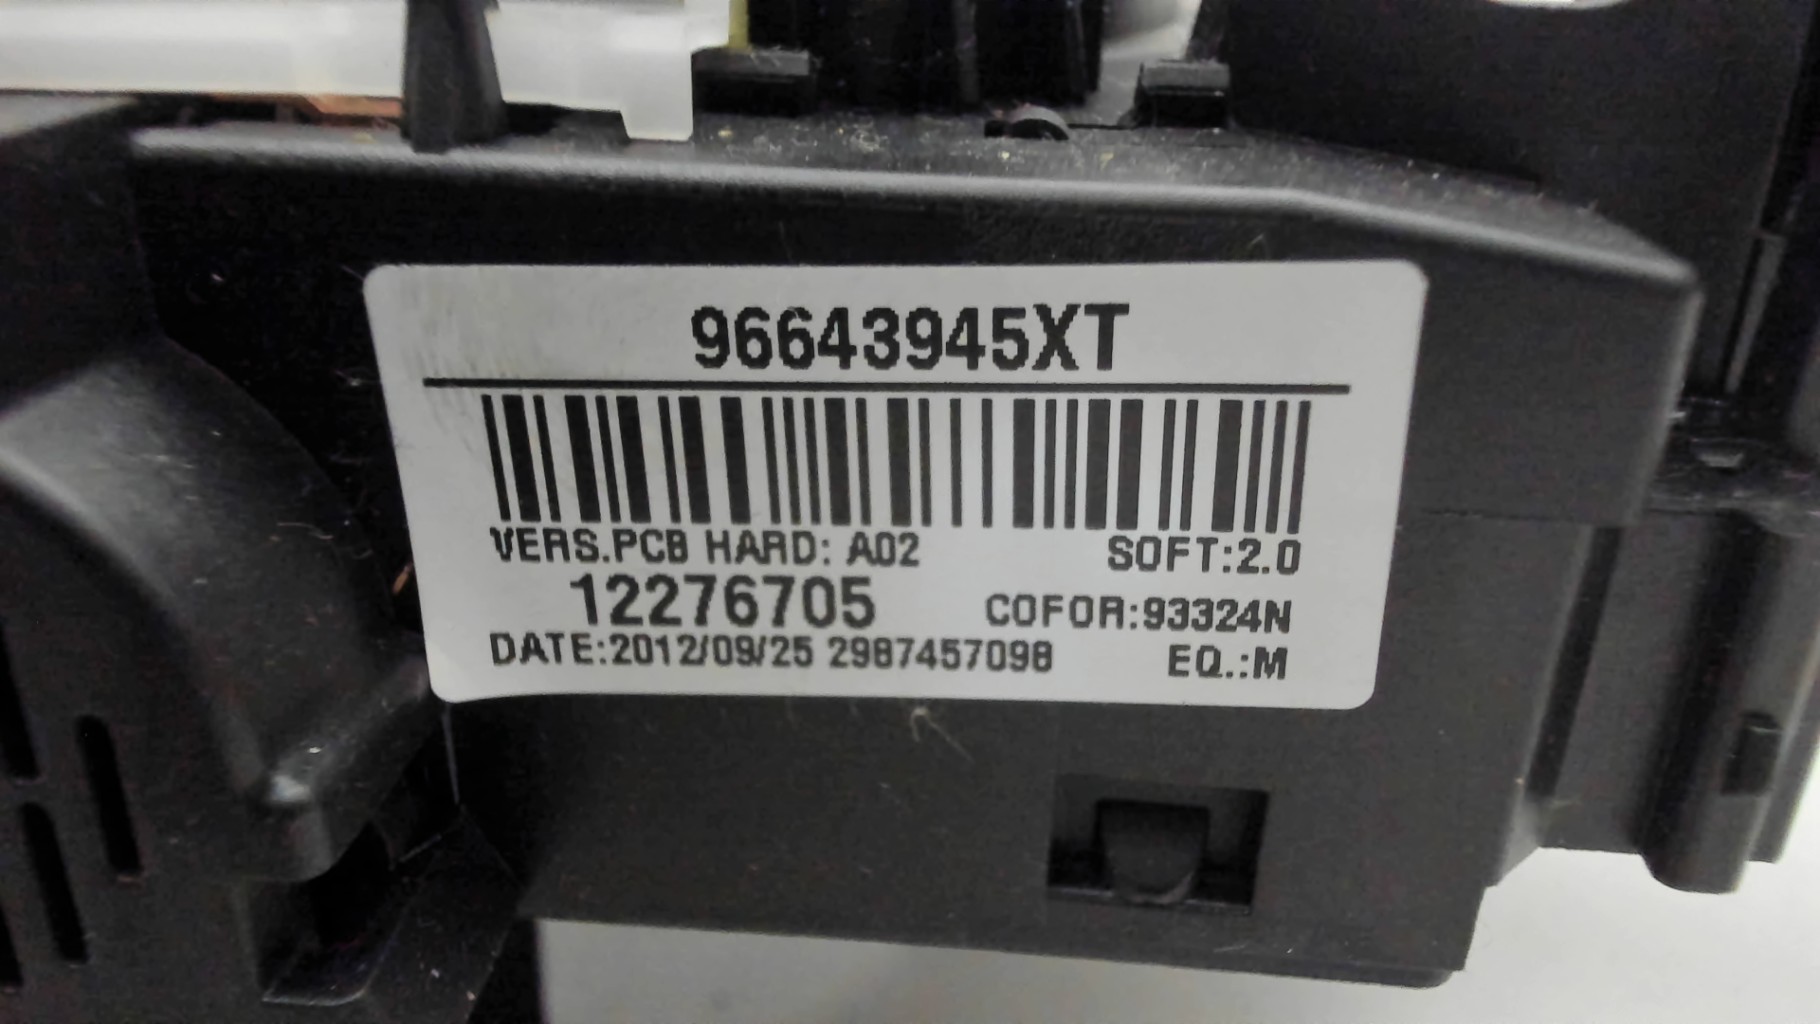 96643945XT
VERS.PCB HARD: A02 SOFT:2.0
12276705 COFOR:93324N
DATE:2012/09/25 2987457098 EQ.:M